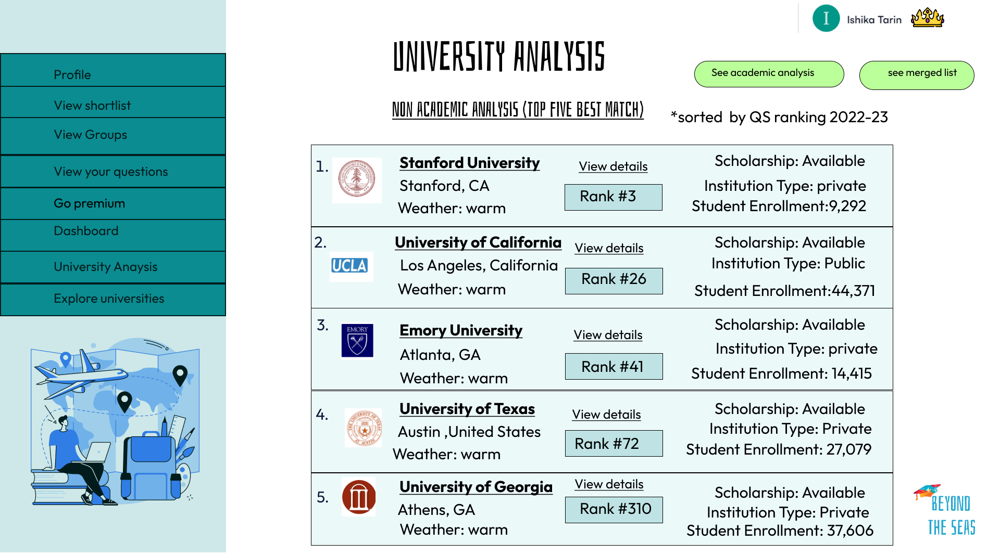 I Ishika Tarin
UNIVERSITY ANALYSIS
See academic analysis
see merged list
NON ACADEMIC ANALYSIS (TOP FIVE BEST MATCH)
*sorted by QS ranking 2022-23
Profile
View shortlist
View Groups
View your questions
Go premium
Dashboard
University Anaysis
Explore universities
1.
Stanford University
Stanford, CA
Weather: warm
View details
Rank #3
Scholarship: Available
Institution Type: private
Student Enrollment:9,292
2.
UCLA
University of California
Los Angeles, California
Weather: warm
View details
Rank #26
Scholarship: Available
Institution Type: Public
Student Enrollment:44,371
3.
EMORY
Emory University
Atlanta, GA
Weather: warm
View details
Rank #41
Scholarship: Available
Institution Type: private
Student Enrollment: 14,415
4.
THE UNIVERSITY OF TEXAS
AT AUSTIN
University of Texas
Austin ,United States
Weather: warm
View details
Rank #72
Scholarship: Available
Institution Type: Private
Student Enrollment: 27,079
5.
University of Georgia
Athens, GA
Weather: warm
View details
Rank #310
Scholarship: Available
Institution Type: Private
Student Enrollment: 37,606
BEYOND
THE SEAS